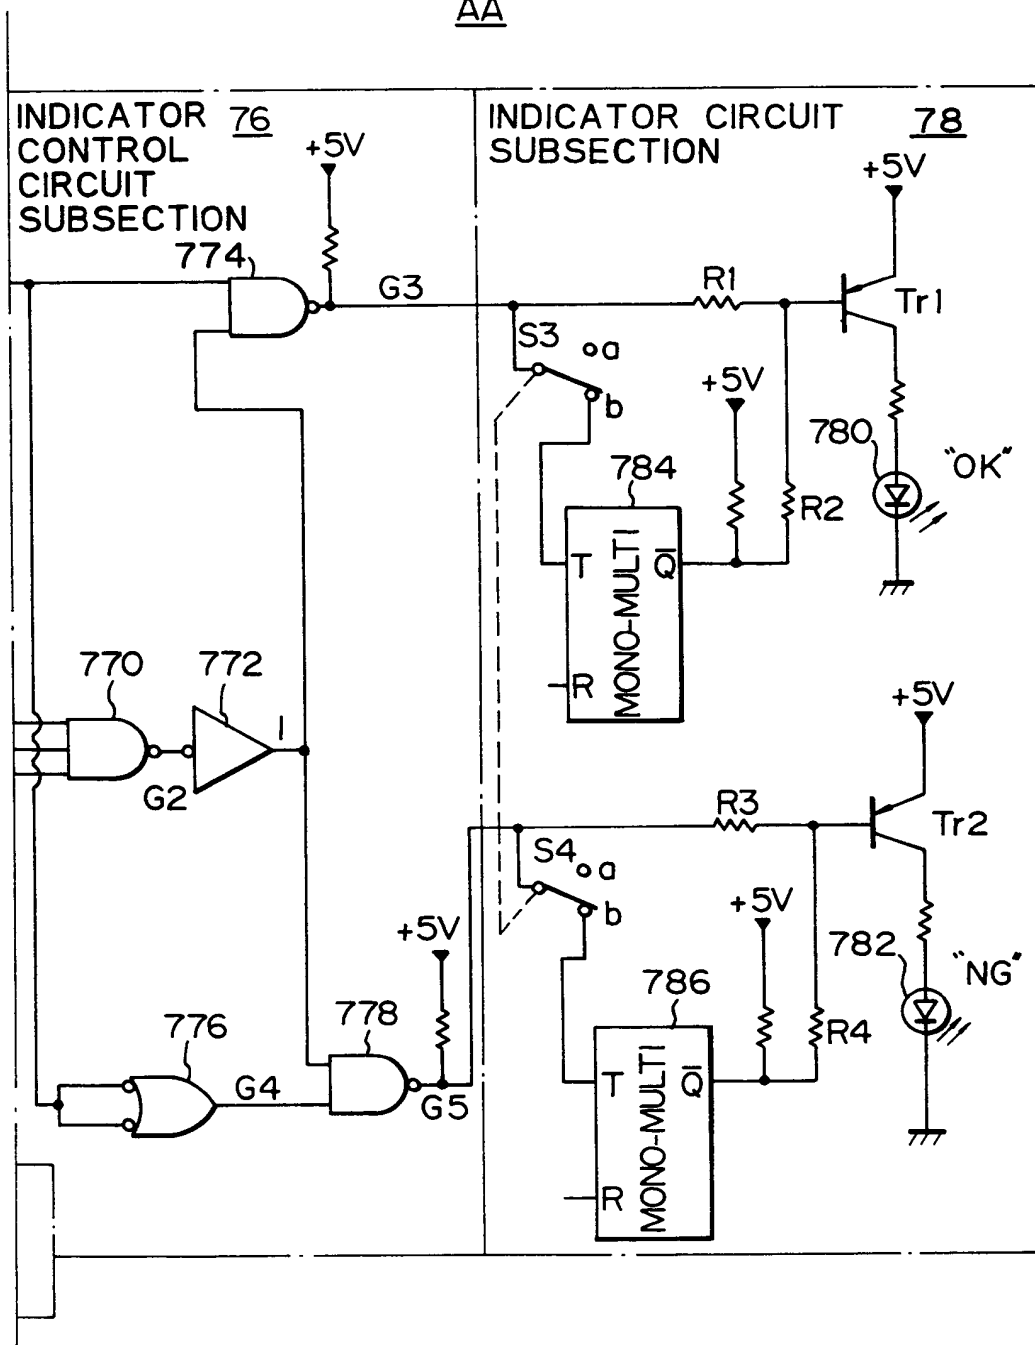 AA
INDICATOR 76
CONTROL
CIRCUIT
SUBSECTION
INDICATOR CIRCUIT 78
SUBSECTION
+5V
+5V
774
G3
R1
Tr1
S3
a
b
+5V
780
"OK"
784
R2
T
Q̅
MONO-MULTI
R
770
772
1
G2
+5V
R3
Tr2
S4
a
b
+5V
+5V
782
"NG"
786
R4
776
778
G4
G5
T
Q̅
MONO-MULTI
R